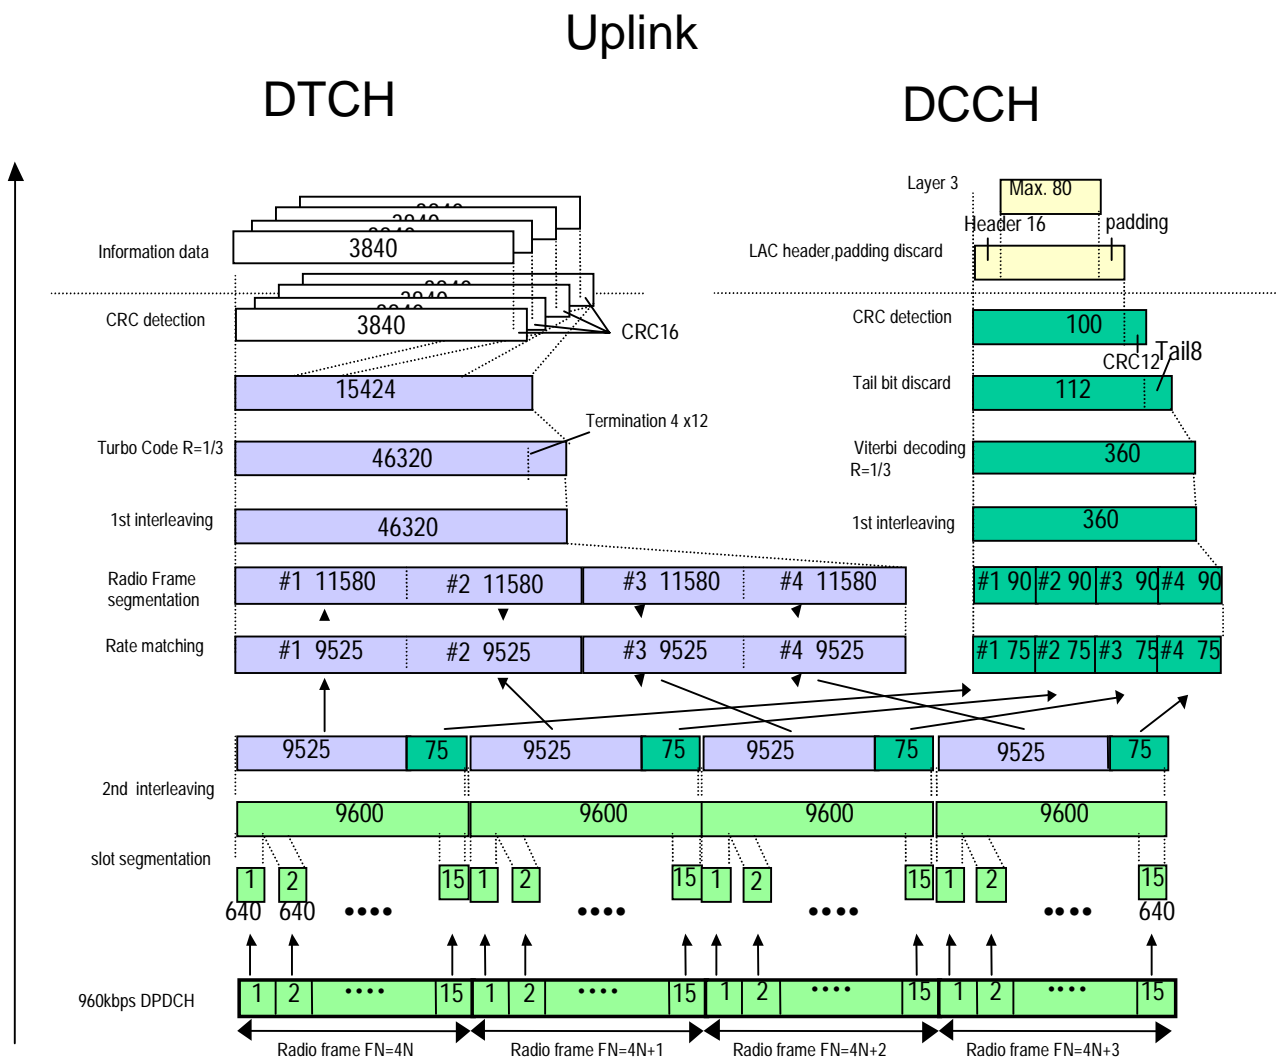 Uplink
DTCH
DCCH
Layer 3
Max. 80
Header 16
padding
3840
3840
3840
Information data
3840
LAC header,padding discard
3840
3840
3840
CRC detection
3840
CRC16
CRC detection
100
CRC12
Tail8
15424
Tail bit discard
112
Termination 4 x12
Turbo Code R=1/3
46320
Viterbi decoding
R=1/3
360
1st interleaving
46320
1st interleaving
360
Radio Frame
segmentation
#1 11580
#2 11580
#3 11580
#4 11580
#1 90
#2 90
#3 90
#4 90
Rate matching
#1 9525
#2 9525
#3 9525
#4 9525
#1 75
#2 75
#3 75
#4 75
9525
75
9525
75
9525
75
9525
75
2nd interleaving
9600
9600
9600
9600
slot segmentation
1
2
15
1
2
15
1
2
15
1
2
15
640
640
••••
••••
••••
••••
640
960kbps DPDCH
1
2
••••
15
1
2
••••
15
1
2
••••
15
1
2
••••
15
Radio frame FN=4N
Radio frame FN=4N+1
Radio frame FN=4N+2
Radio frame FN=4N+3